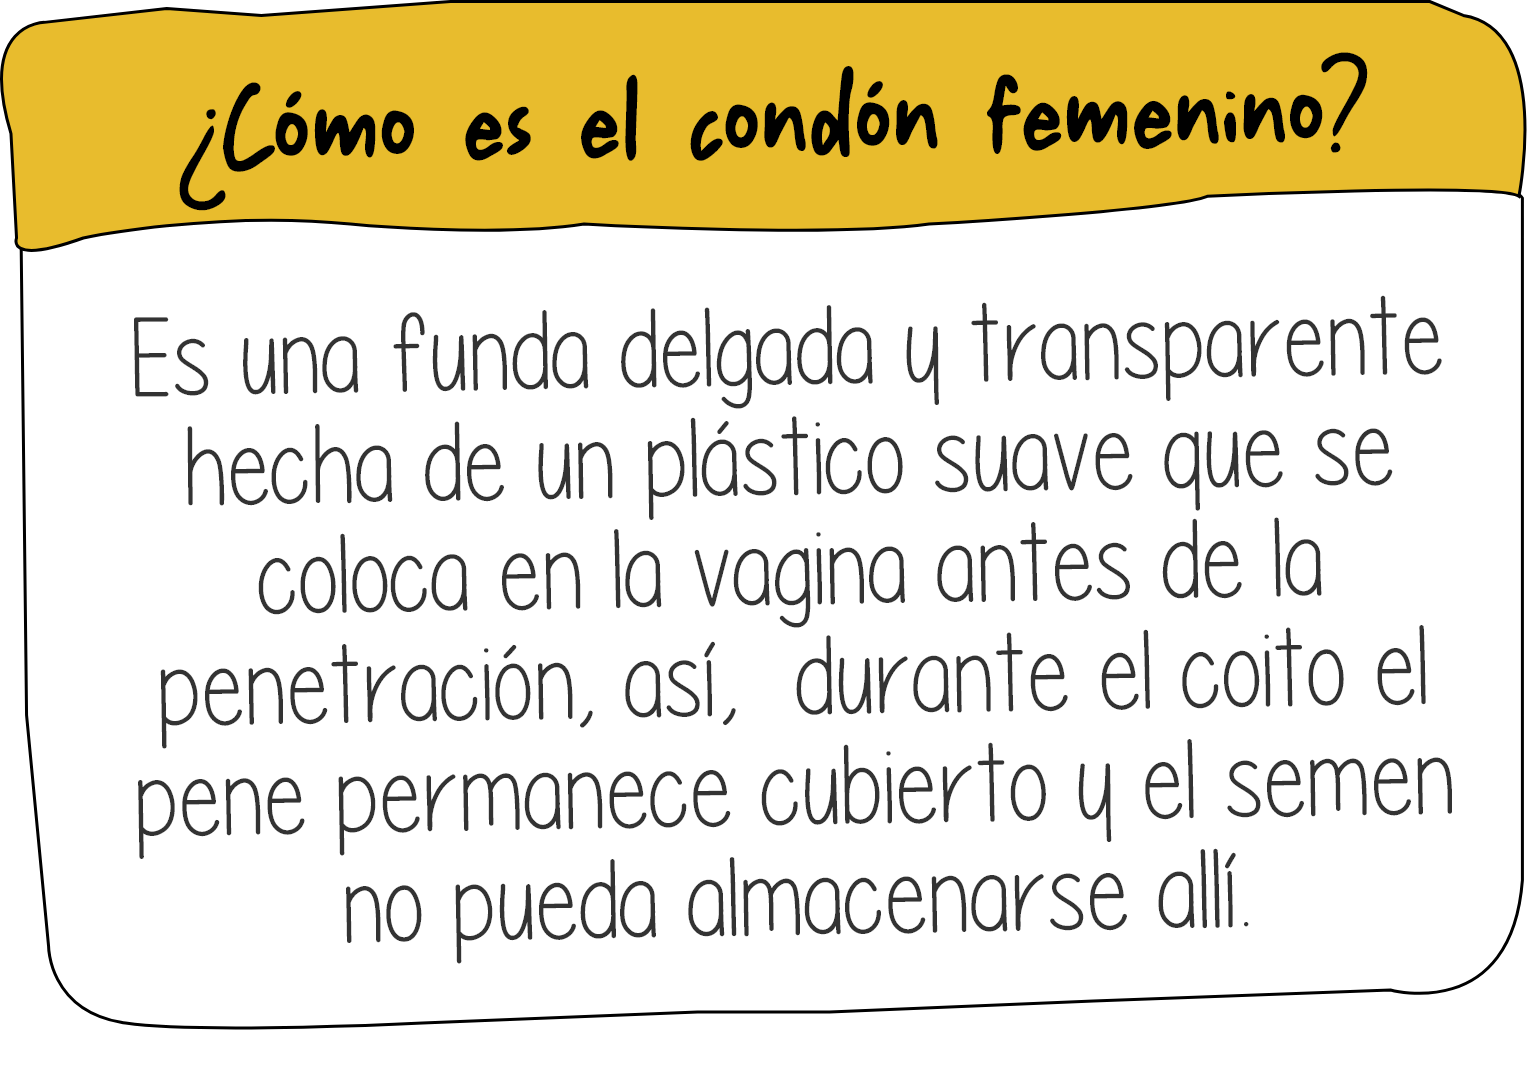 ¿Cómo es el condón femenino?
Es una funda delgada y transparente
hecha de un plástico suave que se
coloca en la vagina antes de la
penetración, así, durante el coito el
pene permanece cubierto y el semen
no pueda almacenarse allí.